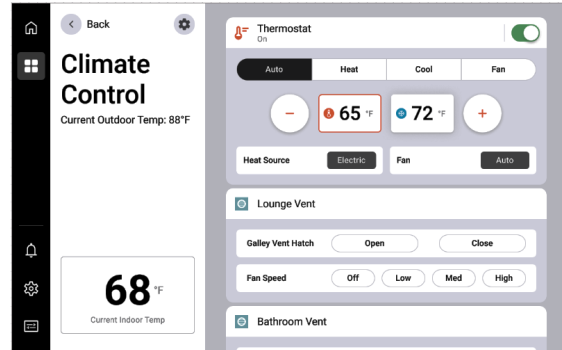 Back
Climate
Control
Current Outdoor Temp: 88°F
68°F
Current Indoor Temp
Thermostat
On
Auto Heat Cool Fan
− 65 °F 72 °F +
Heat Source Electric Fan Auto
Lounge Vent
Galley Vent Hatch Open Close
Fan Speed Off Low Med High
Bathroom Vent